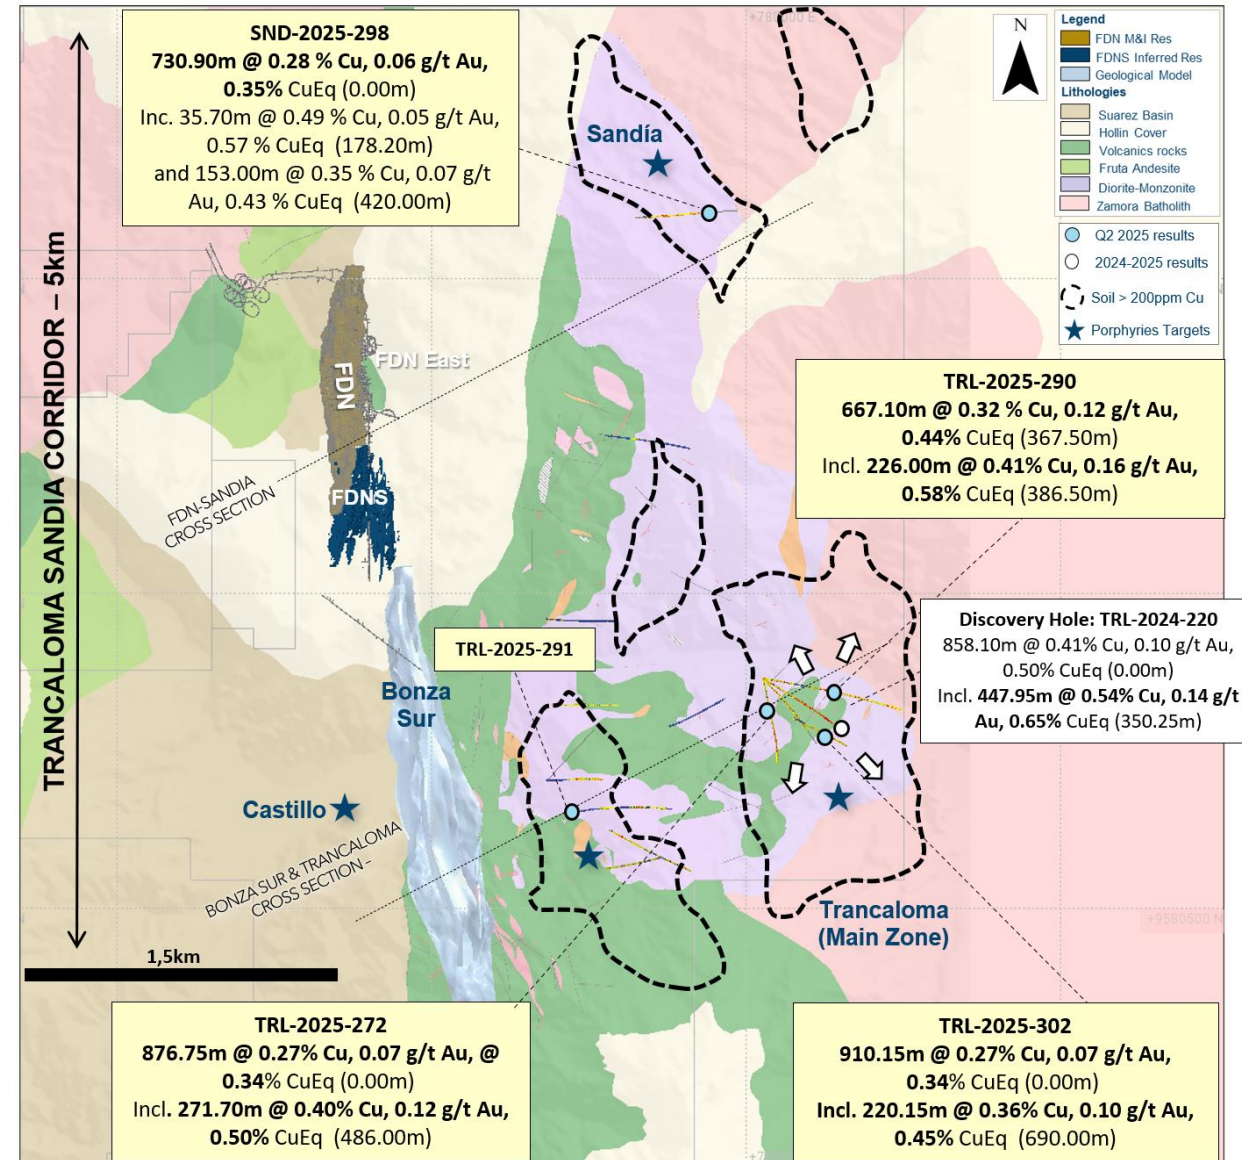 SND-2025-298
730.90m @ 0.28 % Cu, 0.06 g/t Au,
0.35% CuEq (0.00m)
Inc. 35.70m @ 0.49 % Cu, 0.05 g/t Au,
0.57 % CuEq (178.20m)
and 153.00m @ 0.35 % Cu, 0.07 g/t
Au, 0.43 % CuEq (420.00m)
+780000 E
N
Legend
FDN M&I Res
FDNS Inferred Res
Geological Model
Lithologies
Suarez Basin
Hollin Cover
Volcanics rocks
Fruta Andesite
Diorite-Monzonite
Zamora Batholith
Q2 2025 results
2024-2025 results
Soil > 200ppm Cu
Porphyries Targets
Sandía
TRANCALOMA SANDIA CORRIDOR – 5km
FDN
FDN East
FDNS
FDN-SANDIA
CROSS SECTION
TRL-2025-290
667.10m @ 0.32 % Cu, 0.12 g/t Au,
0.44% CuEq (367.50m)
Incl. 226.00m @ 0.41% Cu, 0.16 g/t Au,
0.58% CuEq (386.50m)
Discovery Hole: TRL-2024-220
858.10m @ 0.41% Cu, 0.10 g/t Au,
0.50% CuEq (0.00m)
Incl. 447.95m @ 0.54% Cu, 0.14 g/t
Au, 0.65% CuEq (350.25m)
TRL-2025-291
Bonza
Sur
Castillo
BONZA SUR & TRANCALOMA
CROSS SECTION –
Trancaloma
(Main Zone)
+9580500 N
1,5km
TRL-2025-272
876.75m @ 0.27% Cu, 0.07 g/t Au, @
0.34% CuEq (0.00m)
Incl. 271.70m @ 0.40% Cu, 0.12 g/t Au,
0.50% CuEq (486.00m)
TRL-2025-302
910.15m @ 0.27% Cu, 0.07 g/t Au,
0.34% CuEq (0.00m)
Incl. 220.15m @ 0.36% Cu, 0.10 g/t Au,
0.45% CuEq (690.00m)